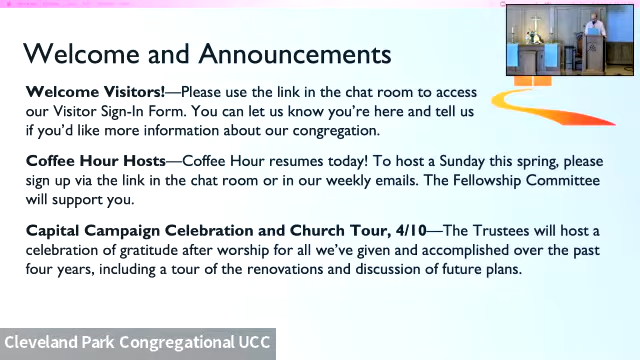 Welcome and Announcements
Welcome Visitors!—Please use the link in the chat room to access
our Visitor Sign-In Form. You can let us know you're here and tell us
if you'd like more information about our congregation.
Coffee Hour Hosts—Coffee Hour resumes today! To host a Sunday this spring, please
sign up via the link in the chat room or in our weekly emails. The Fellowship Committee
will support you.
Capital Campaign Celebration and Church Tour, 4/10—The Trustees will host a
celebration of gratitude after worship for all we've given and accomplished over the past
four years, including a tour of the renovations and discussion of future plans.
Cleveland Park Congregational UCC